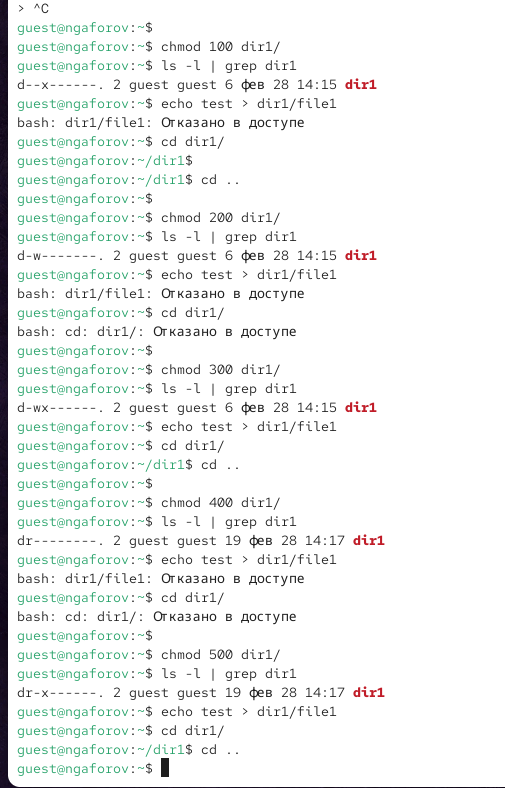 > ^C
guest@ngaforov:~$
guest@ngaforov:~$ chmod 100 dir1/
guest@ngaforov:~$ ls -l | grep dir1
d--x------. 2 guest guest 6 фев 28 14:15 dir1
guest@ngaforov:~$ echo test > dir1/file1
bash: dir1/file1: Отказано в доступе
guest@ngaforov:~$ cd dir1/
guest@ngaforov:~/dir1$
guest@ngaforov:~/dir1$ cd ..
guest@ngaforov:~$
guest@ngaforov:~$ chmod 200 dir1/
guest@ngaforov:~$ ls -l | grep dir1
d-w-------. 2 guest guest 6 фев 28 14:15 dir1
guest@ngaforov:~$ echo test > dir1/file1
bash: dir1/file1: Отказано в доступе
guest@ngaforov:~$ cd dir1/
bash: cd: dir1/: Отказано в доступе
guest@ngaforov:~$
guest@ngaforov:~$ chmod 300 dir1/
guest@ngaforov:~$ ls -l | grep dir1
d-wx------. 2 guest guest 6 фев 28 14:15 dir1
guest@ngaforov:~$ echo test > dir1/file1
guest@ngaforov:~$ cd dir1/
guest@ngaforov:~/dir1$ cd ..
guest@ngaforov:~$
guest@ngaforov:~$ chmod 400 dir1/
guest@ngaforov:~$ ls -l | grep dir1
dr--------. 2 guest guest 19 фев 28 14:17 dir1
guest@ngaforov:~$ echo test > dir1/file1
bash: dir1/file1: Отказано в доступе
guest@ngaforov:~$ cd dir1/
bash: cd: dir1/: Отказано в доступе
guest@ngaforov:~$
guest@ngaforov:~$ chmod 500 dir1/
guest@ngaforov:~$ ls -l | grep dir1
dr-x------. 2 guest guest 19 фев 28 14:17 dir1
guest@ngaforov:~$ echo test > dir1/file1
guest@ngaforov:~$ cd dir1/
guest@ngaforov:~/dir1$ cd ..
guest@ngaforov:~$